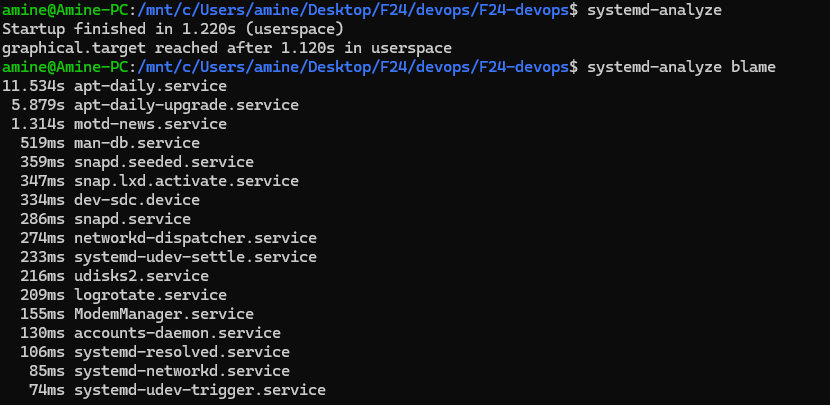 amine@Amine-PC:/mnt/c/Users/amine/Desktop/F24/devops/F24-devops$ systemd-analyze
Startup finished in 1.220s (userspace)
graphical.target reached after 1.120s in userspace
amine@Amine-PC:/mnt/c/Users/amine/Desktop/F24/devops/F24-devops$ systemd-analyze blame
11.534s apt-daily.service
 5.879s apt-daily-upgrade.service
 1.314s motd-news.service
  519ms man-db.service
  359ms snapd.seeded.service
  347ms snap.lxd.activate.service
  334ms dev-sdc.device
  286ms snapd.service
  274ms networkd-dispatcher.service
  233ms systemd-udev-settle.service
  216ms udisks2.service
  209ms logrotate.service
  155ms ModemManager.service
  130ms accounts-daemon.service
  106ms systemd-resolved.service
   85ms systemd-networkd.service
   74ms systemd-udev-trigger.service